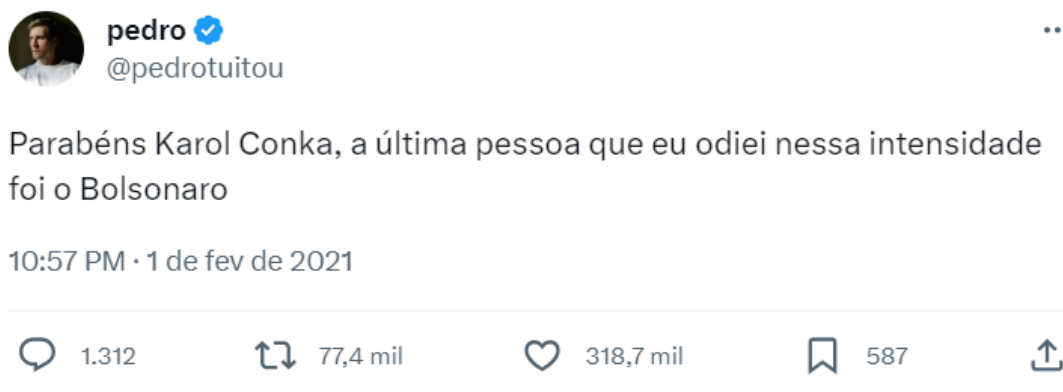 pedro
@pedrotuitou
Parabéns Karol Conka, a última pessoa que eu odiei nessa intensidade
foi o Bolsonaro
10:57 PM · 1 de fev de 2021
1.312 77,4 mil 318,7 mil 587